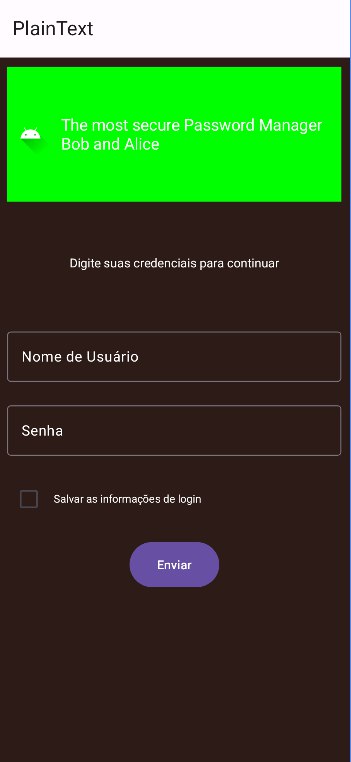 PlainText
The most secure Password Manager
Bob and Alice
Digite suas credenciais para continuar
Nome de Usuário
Senha
Salvar as informações de login
Enviar